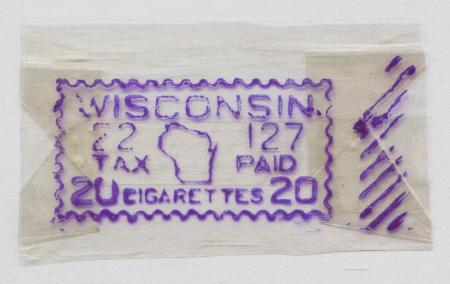 WISCONSIN.
22 127
TAX PAID
20 CIGARETTES 20